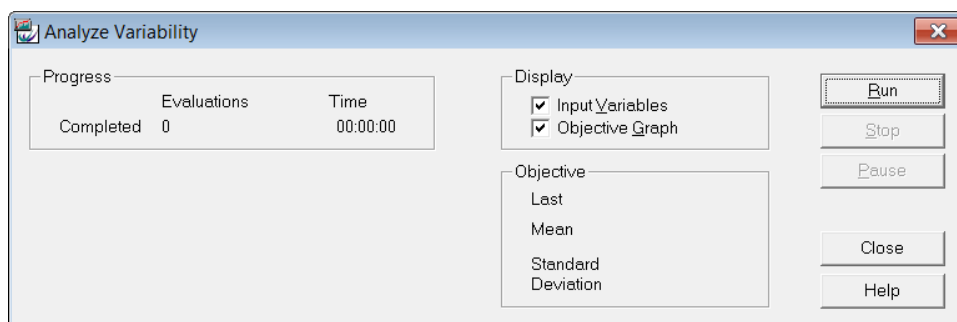 Analyze Variability
Progress
Evaluations Time
Completed 0 00:00:00
Display
Input Variables
Objective Graph
Objective
Last
Mean
Standard
Deviation
Run
Stop
Pause
Close
Help